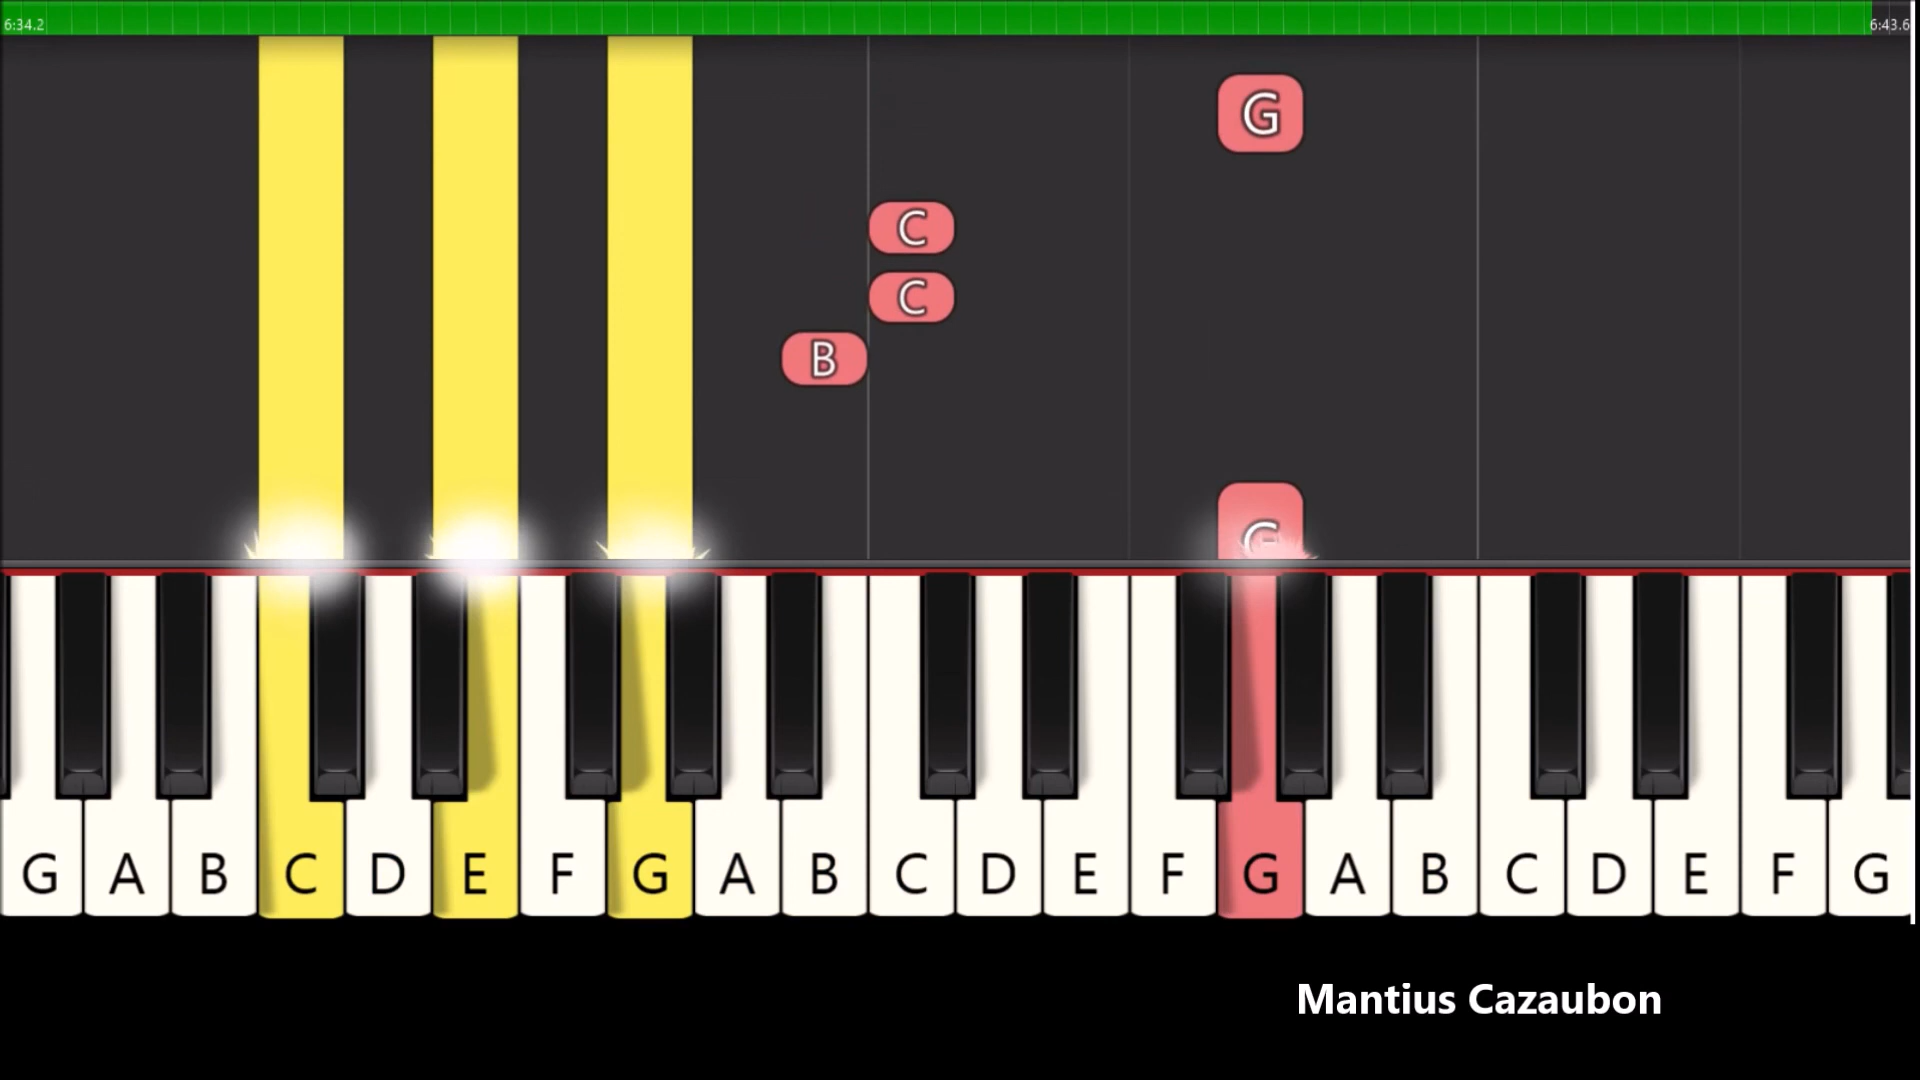 6:34.2 6:43.6
G
C
C
B
G
G A B C D E F G A B C D E F G A B C D E F G
Mantius Cazaubon